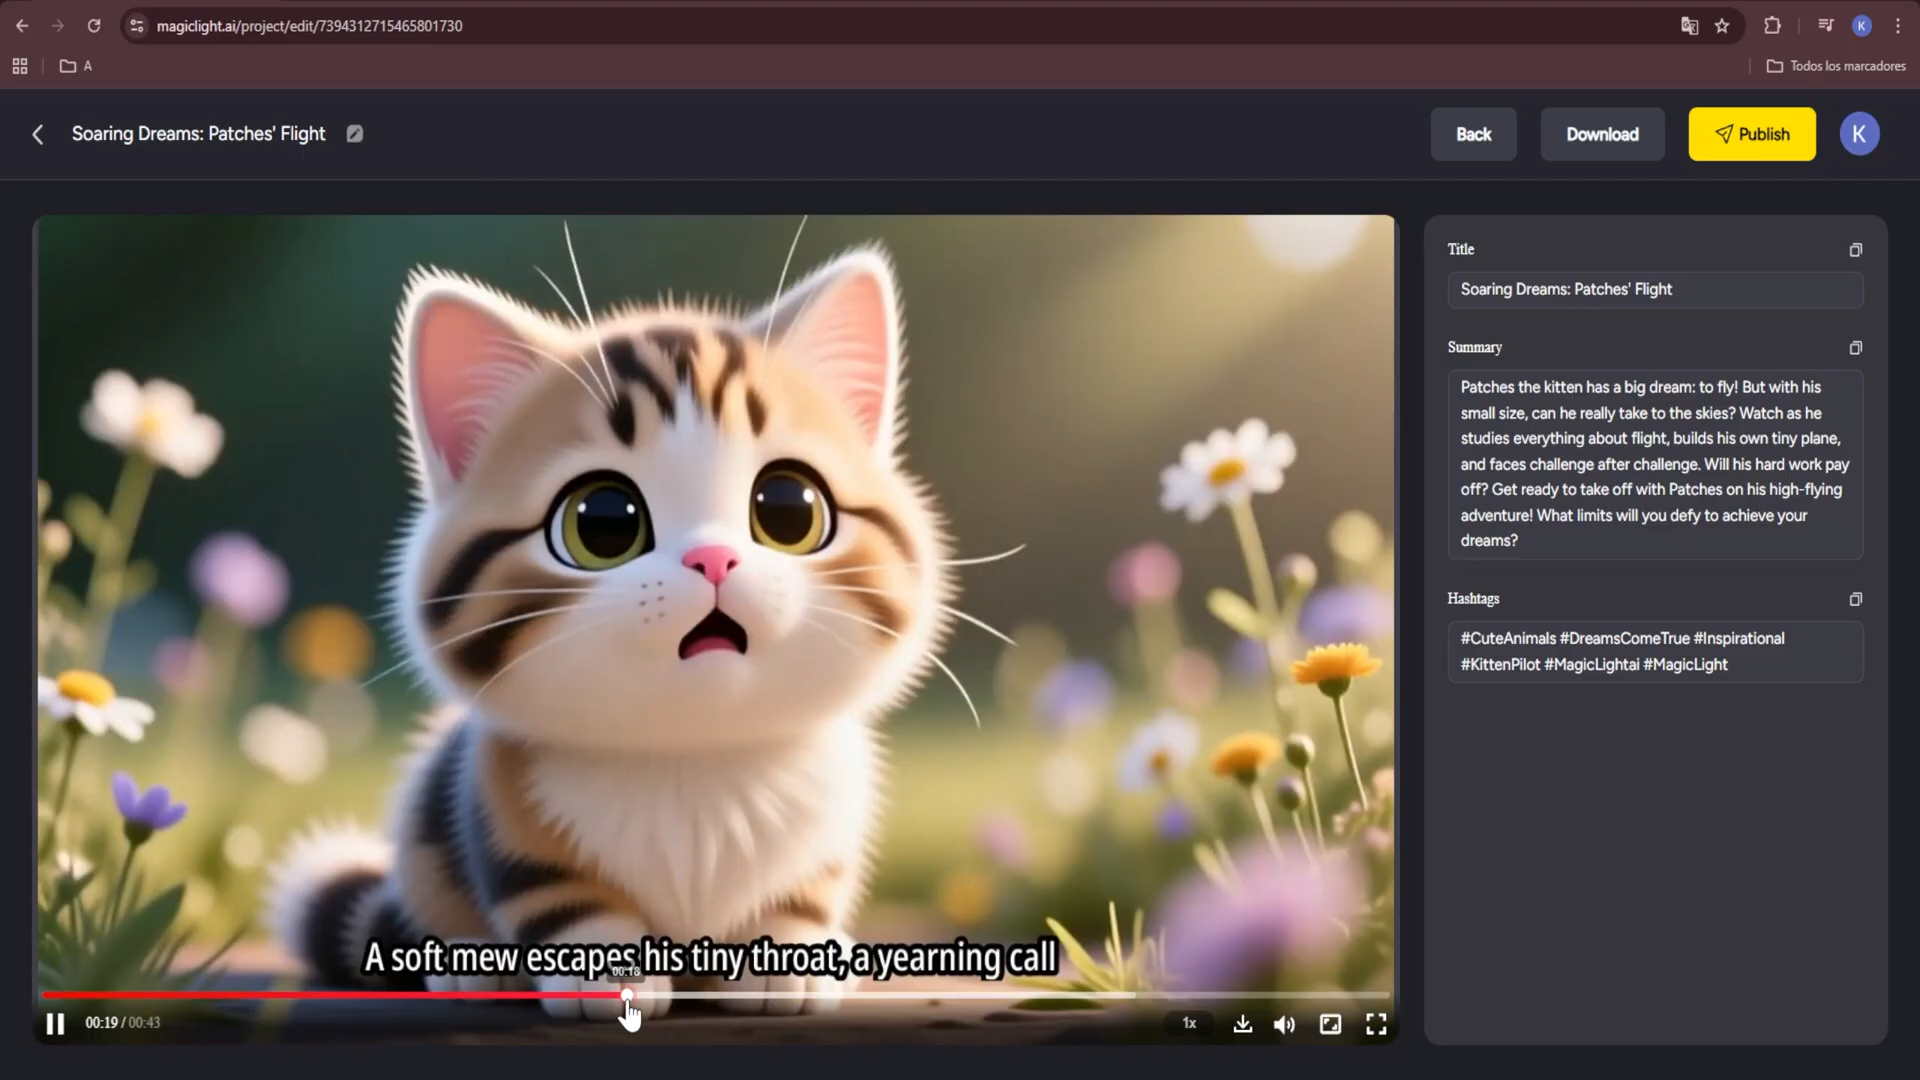 magiclight.ai/project/edit/7394312715465801730
K
A
Todos los marcadores
Soaring Dreams: Patches' Flight
Back
Download
Publish
K
Title
Soaring Dreams: Patches' Flight
Summary
Patches the kitten has a big dream: to fly! But with his
small size, can he really take to the skies? Watch as he
studies everything about flight, builds his own tiny plane,
and faces challenge after challenge. Will his hard work pay
off? Get ready to take off with Patches on his high-flying
adventure! What limits will you defy to achieve your
dreams?
Hashtags
#CuteAnimals #DreamsComeTrue #Inspirational
#KittenPilot #MagicLightai #MagicLight
A soft mew escapes his tiny throat, a yearning call
00:18
00:19 / 00:43
1x